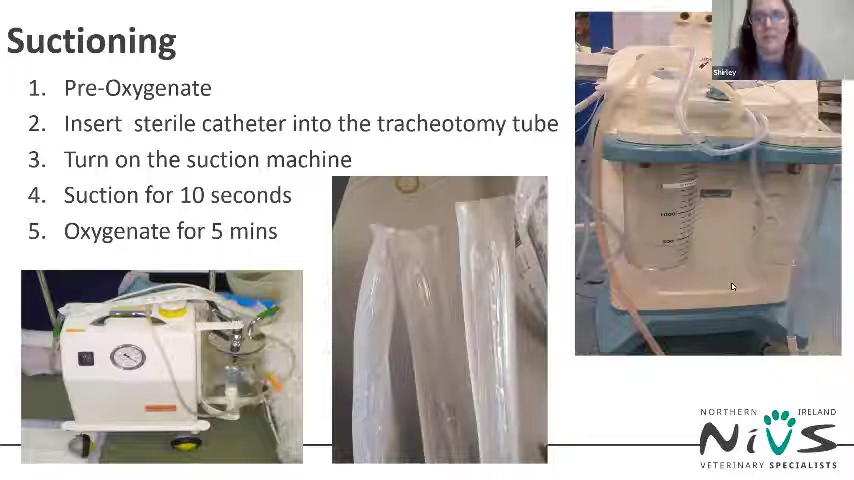 Suctioning
1. Pre-Oxygenate
2. Insert sterile catheter into the tracheotomy tube
3. Turn on the suction machine
4. Suction for 10 seconds
5. Oxygenate for 5 mins
Shirley
NORTHERN IRELAND
NiVS
VETERINARY SPECIALISTS